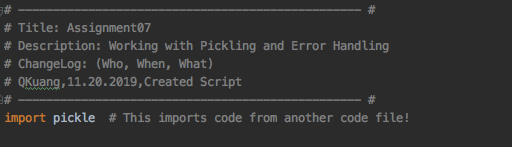 # ------------------------------------------------- #
# Title: Assignment07
# Description: Working with Pickling and Error Handling
# ChangeLog: (Who, When, What)
# QKuang,11.20.2019,Created Script
# ------------------------------------------------- #
import pickle  # This imports code from another code file!